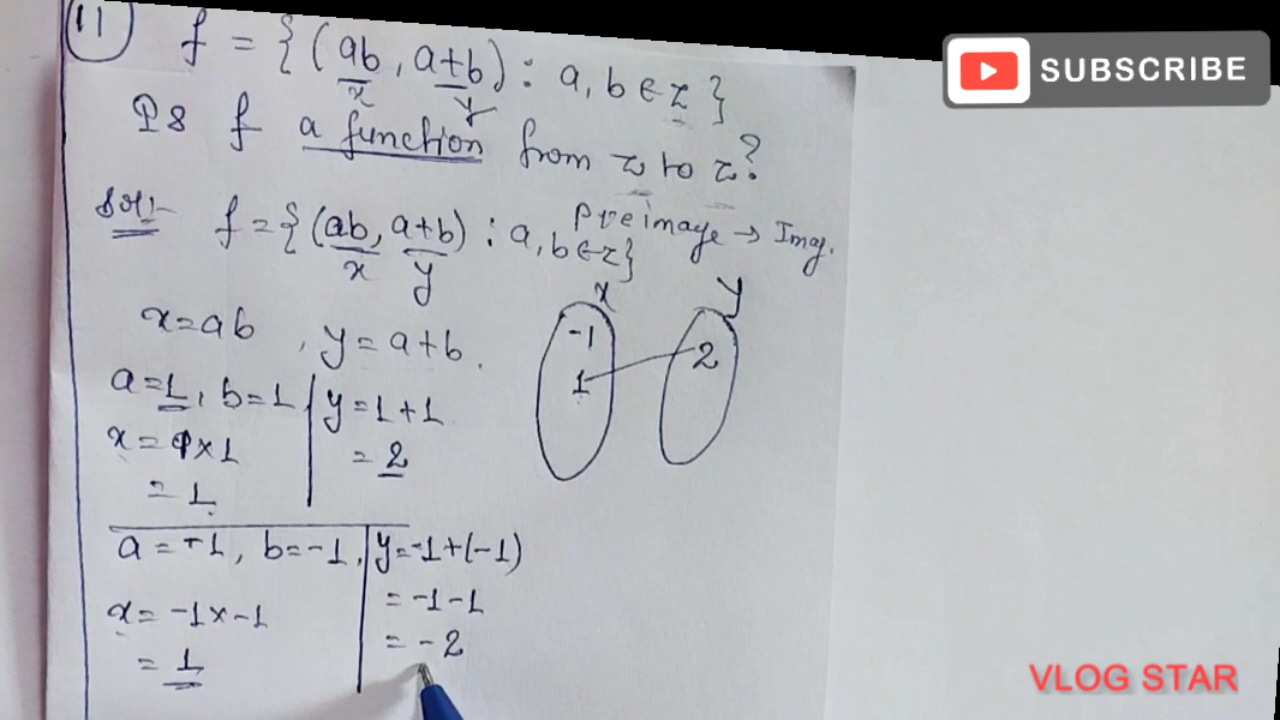 11 f = {(ab, a+b) : a, b ∈ z}
x y
Is f a function from z to z?
Sol:- f = {(ab, a+b) : a, b ∈ z}
x y
Preimage → Img.
x = ab , y = a+b .
x y
-1
1 2
a = 1, b = 1, y = 1+1
x = 1 x 1 = 2
= 1
a = -1, b = -1, y = -1+(-1)
x = -1 x -1 = -1-1
= 1 = -2
SUBSCRIBE
VLOG STAR